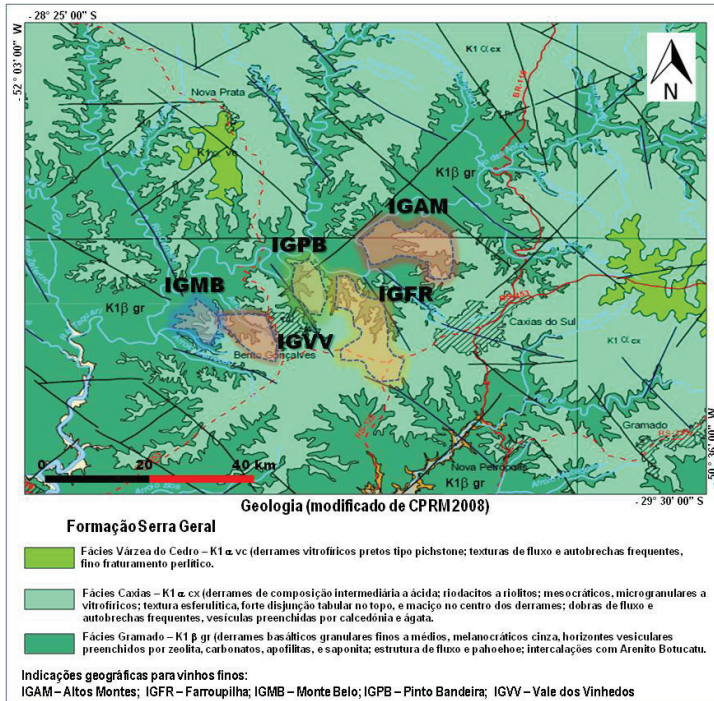 - 28° 25' 00" S
- 52° 03' 00" W
K1 α cx
Nova Prata
BR-116
N
K1 α vc
K1β gr
IGAM
IGPB
IGMB
IGFR
K1β gr
IGVV
Caxias do Sul
K1 α cx
Bento Gonçalves
Gramado
Nova Petrópolis
K1β gr
0 20 40 km
- 50° 36' 00" W
- 29° 30' 00" S
Geologia (modificado de CPRM2008)
Formação Serra Geral
Fácies Várzea do Cedro – K1 α vc (derrames vitrofíricos pretos tipo pichstone; texturas de fluxo e autobrechas frequentes,
fino fraturamento perlítico.
Fácies Caxias – K1 α cx (derrames de composição intermediária a ácida; riodacitos a riolitos; mesocráticos, microgranulares a
vitrofíricos; textura esferulítica, forte disjunção tabular no topo, e maciço no centro dos derrames; dobras de fluxo e
autobrechas frequentes, vesículas preenchidas por calcedônia e ágata.
Fácies Gramado – K1 β gr (derrames basálticos granulares finos a médios, melanocráticos cinza, horizontes vesiculares
preenchidos por zeolita, carbonatos, apofilitas, e saponita; estrutura de fluxo e pahoehoe; intercalações com Arenito Botucatu.
Indicações geográficas para vinhos finos:
IGAM – Altos Montes; IGFR – Farroupilha; IGMB – Monte Belo; IGPB – Pinto Bandeira; IGVV – Vale dos Vinhedos